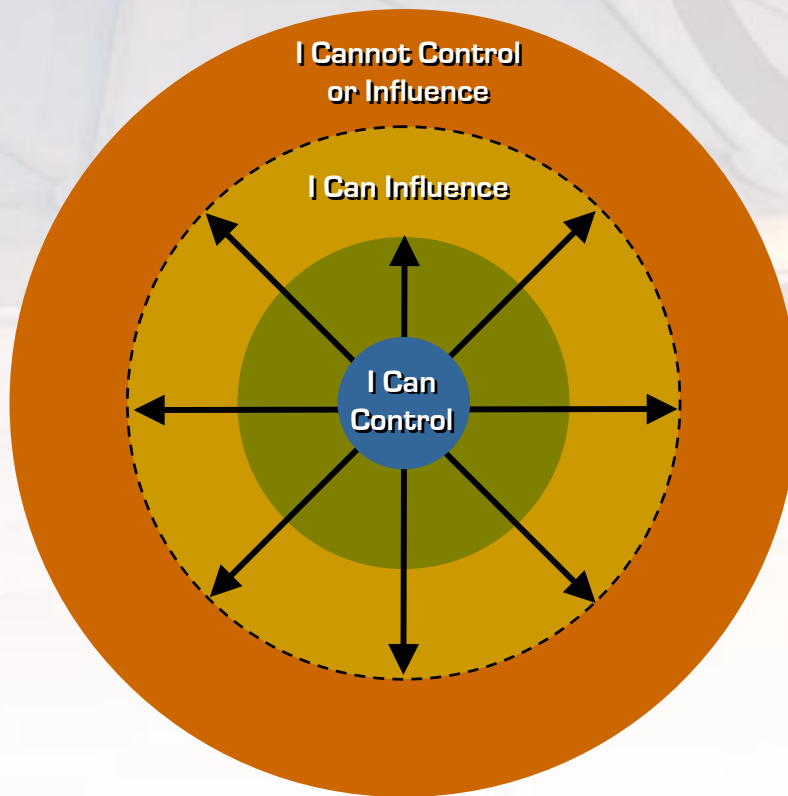 I Cannot Control
or Influence
I Can Influence
I Can
Control